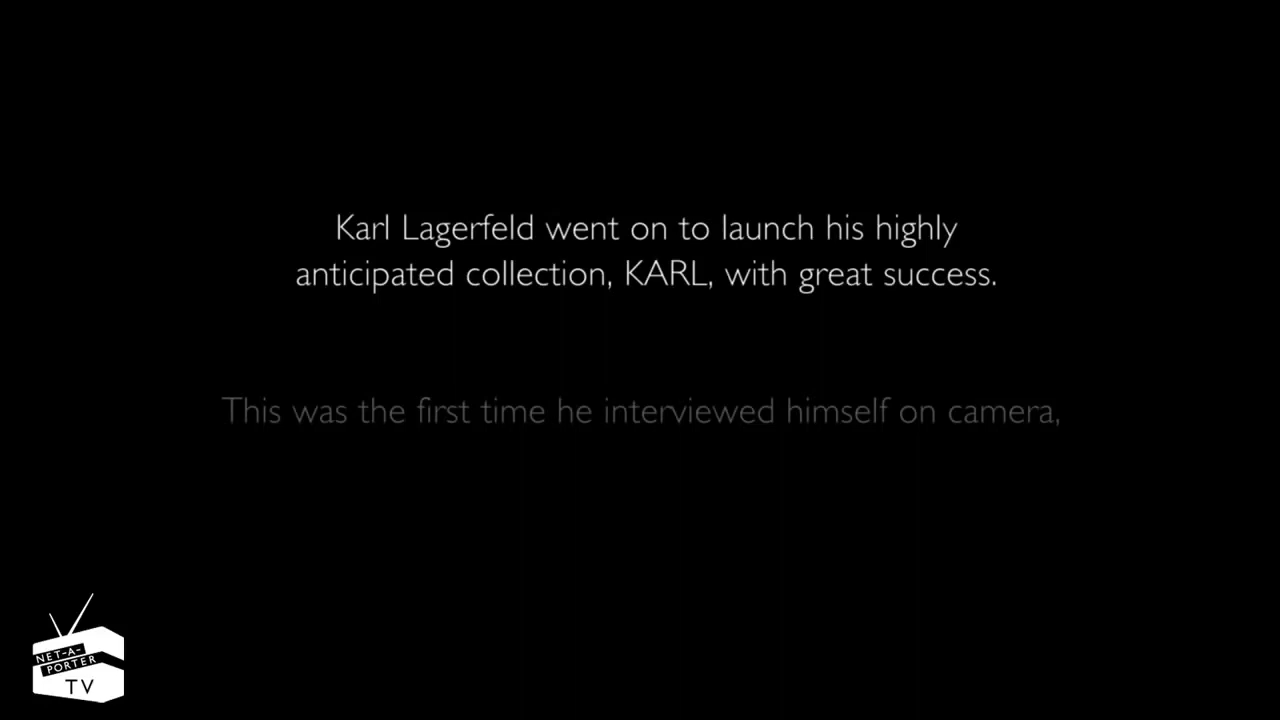 Karl Lagerfeld went on to launch his highly
anticipated collection, KARL, with great success.
This was the first time he interviewed himself on camera,
NET-A-
PORTER
TV